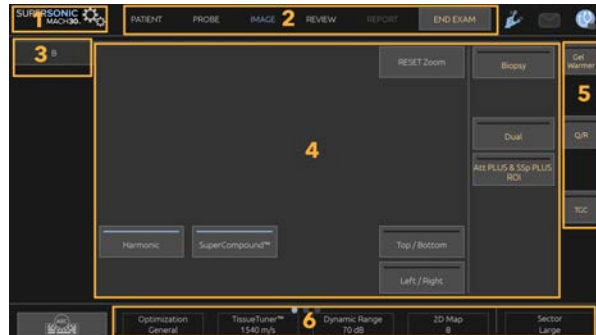 SUPERSONIC
MACH30
1
PATIENT PROBE IMAGE 2 REVIEW REPORT END EXAM
3 B
RESET Zoom
Biopsy
Gel
Warmer
5
4
Dual
Q/R
Att PLUS & SSp PLUS
ROI
TGC
Harmonic
SuperCompound™
Top / Bottom
Left / Right
Optimization
General
TissueTuner™
1540 m/s
6
Dynamic Range
70 dB
2D Map
8
Sector
Large